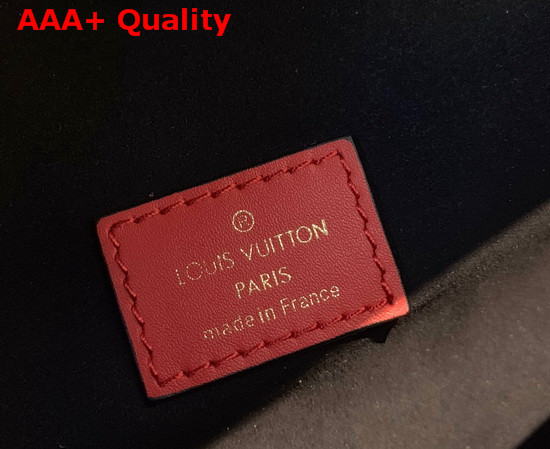 AAA+ Quality
®
LOUIS VUITTON
PARIS
made in France